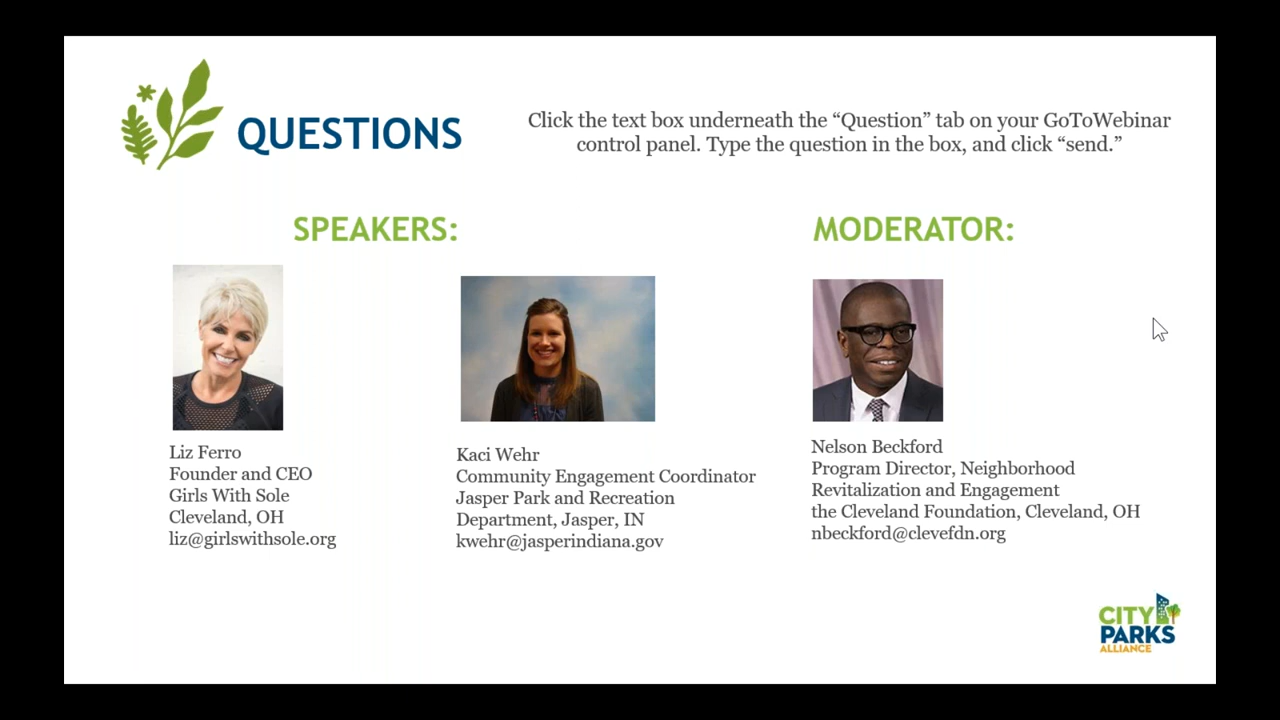 QUESTIONS
Click the text box underneath the “Question” tab on your GoToWebinar
control panel. Type the question in the box, and click “send.”
SPEAKERS:
MODERATOR:
Liz Ferro
Founder and CEO
Girls With Sole
Cleveland, OH
liz@girlswithsole.org
Kaci Wehr
Community Engagement Coordinator
Jasper Park and Recreation
Department, Jasper, IN
kwehr@jasperindiana.gov
Nelson Beckford
Program Director, Neighborhood
Revitalization and Engagement
the Cleveland Foundation, Cleveland, OH
nbeckford@clevefdn.org
CITY
PARKS
ALLIANCE